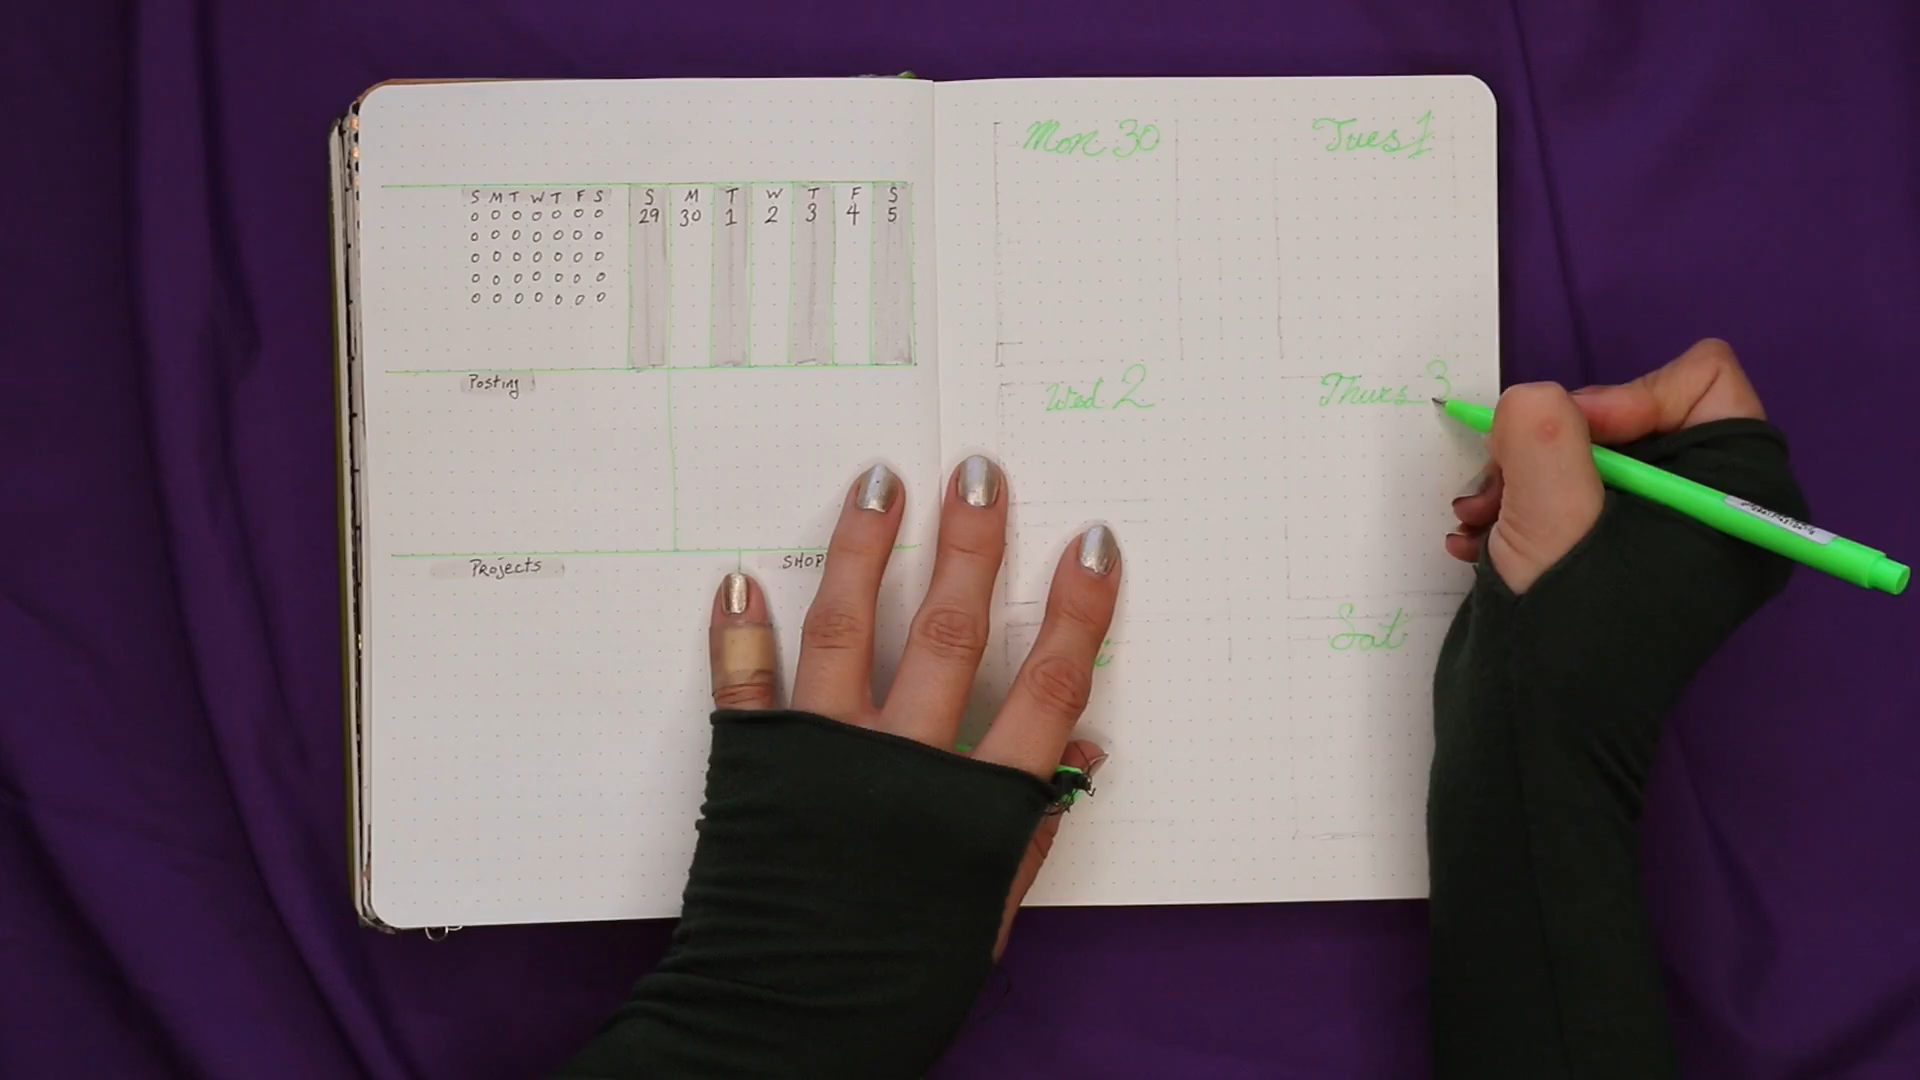 S M T W T F S
o o o o o o o
o o o o o o o
o o o o o o o
o o o o o o o
o o o o o o o
S M T W T F S
29 30 1 2 3 4 5
Posting
Projects
SHOP
Mon 30
Tues 1
Wed 2
Thurs 3
Sat